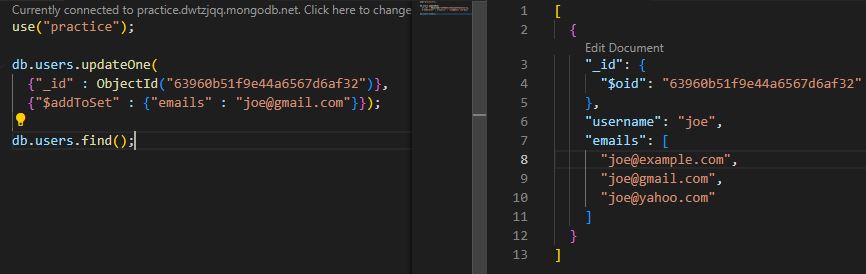 Currently connected to practice.dwtzjqq.mongodb.net. Click here to change
use("practice");
db.users.updateOne(
{"_id" : ObjectId("63960b51f9e44a6567d6af32")},
{"$addToSet" : {"emails" : "joe@gmail.com"}});
db.users.find();
1 [
2 {
Edit Document
3 "_id": {
4 "$oid": "63960b51f9e44a6567d6af32"
5 },
6 "username": "joe",
7 "emails": [
8 "joe@example.com",
9 "joe@gmail.com",
10 "joe@yahoo.com"
11 ]
12 }
13 ]